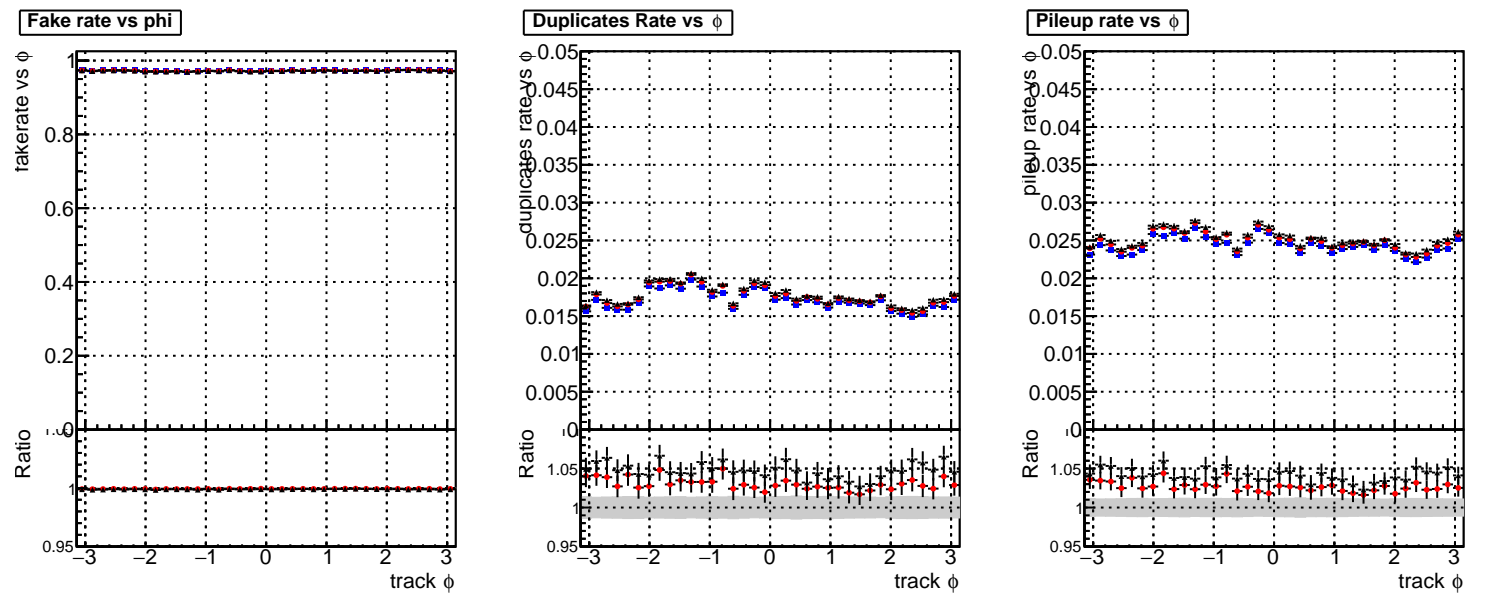 Fake rate vs phi
fakerate vs ϕ
1
0.8
0.6
0.4
0.2
0
Ratio
1
0.95
−3 −2 −1 0 1 2 3
track ϕ
Duplicates Rate vs ϕ
duplicates rate vs ϕ
0.05
0.045
0.04
0.035
0.03
0.025
0.02
0.015
0.01
0.005
0
Ratio
1.05
1
0.95
−3 −2 −1 0 1 2 3
track ϕ
Pileup rate vs ϕ
pileup rate vs ϕ
0.05
0.045
0.04
0.035
0.03
0.025
0.02
0.015
0.01
0.005
0
Ratio
1.05
1
0.95
−3 −2 −1 0 1 2 3
track ϕ